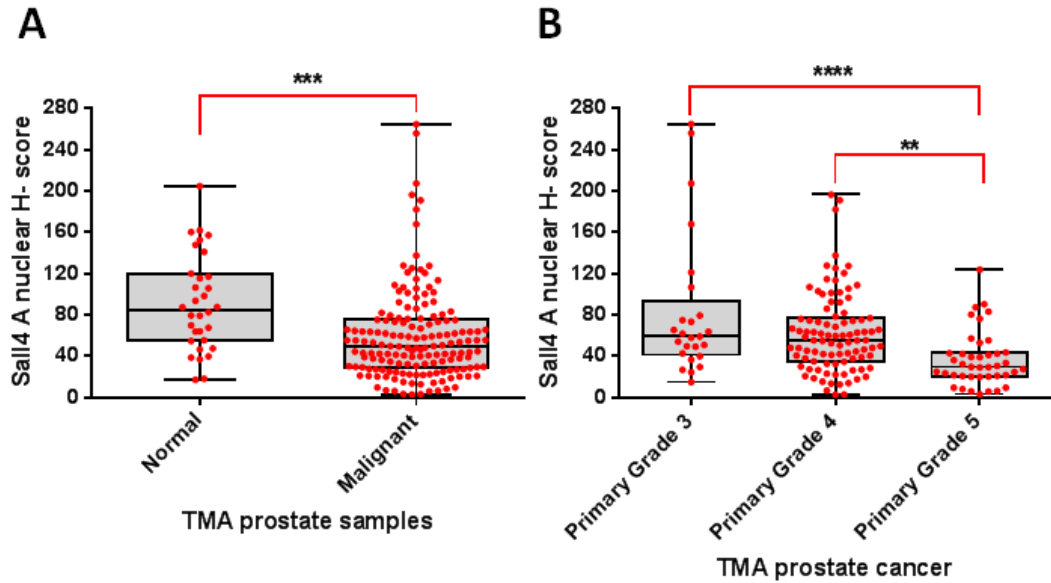 A
***
Sall4 A nuclear H- score
280
240
200
160
120
80
40
0
Normal
Malignant
TMA prostate samples
B
****
**
Sall4 A nuclear H- score
280
240
200
160
120
80
40
0
Primary Grade 3
Primary Grade 4
Primary Grade 5
TMA prostate cancer